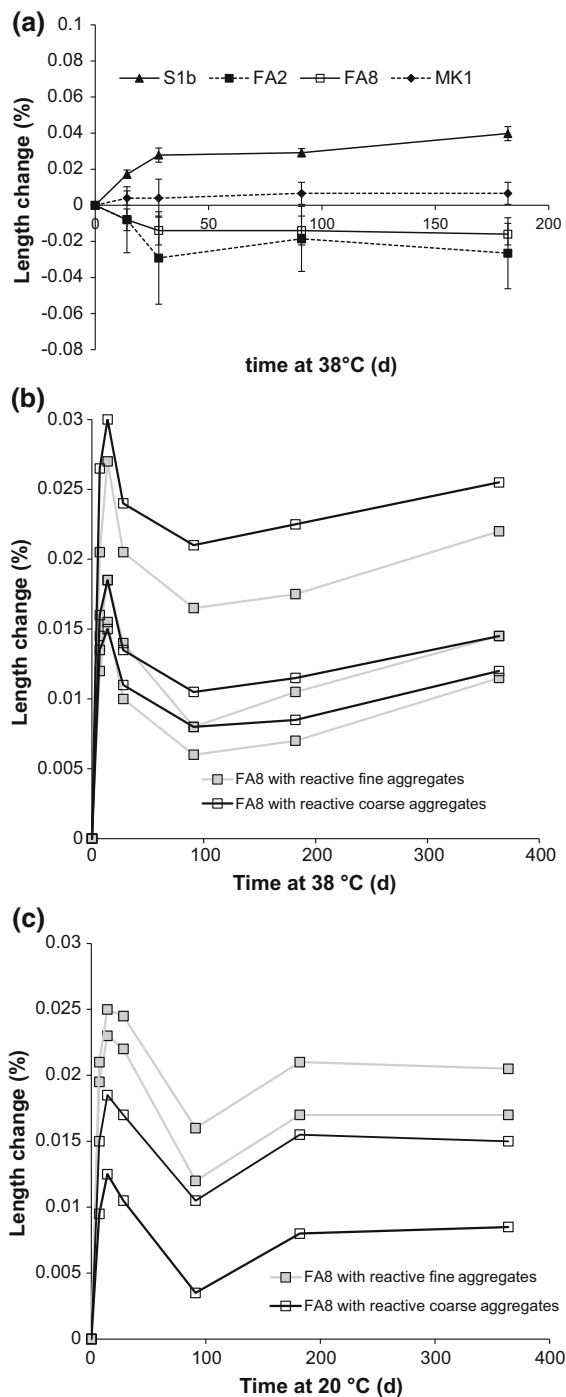 (a)
0.1
0.08
0.06
0.04
0.02
0
-0.02
-0.04
-0.06
-0.08
Length change (%)
S1b FA2 FA8 MK1
0 50 100 150 200
time at 38°C (d)
(b)
0.03
0.025
0.02
0.015
0.01
0.005
0
Length change (%)
FA8 with reactive fine aggregates
FA8 with reactive coarse aggregates
0 100 200 300 400
Time at 38 °C (d)
(c)
0.03
0.025
0.02
0.015
0.01
0.005
0
Length change (%)
FA8 with reactive fine aggregates
FA8 with reactive coarse aggregates
0 100 200 300 400
Time at 20 °C (d)